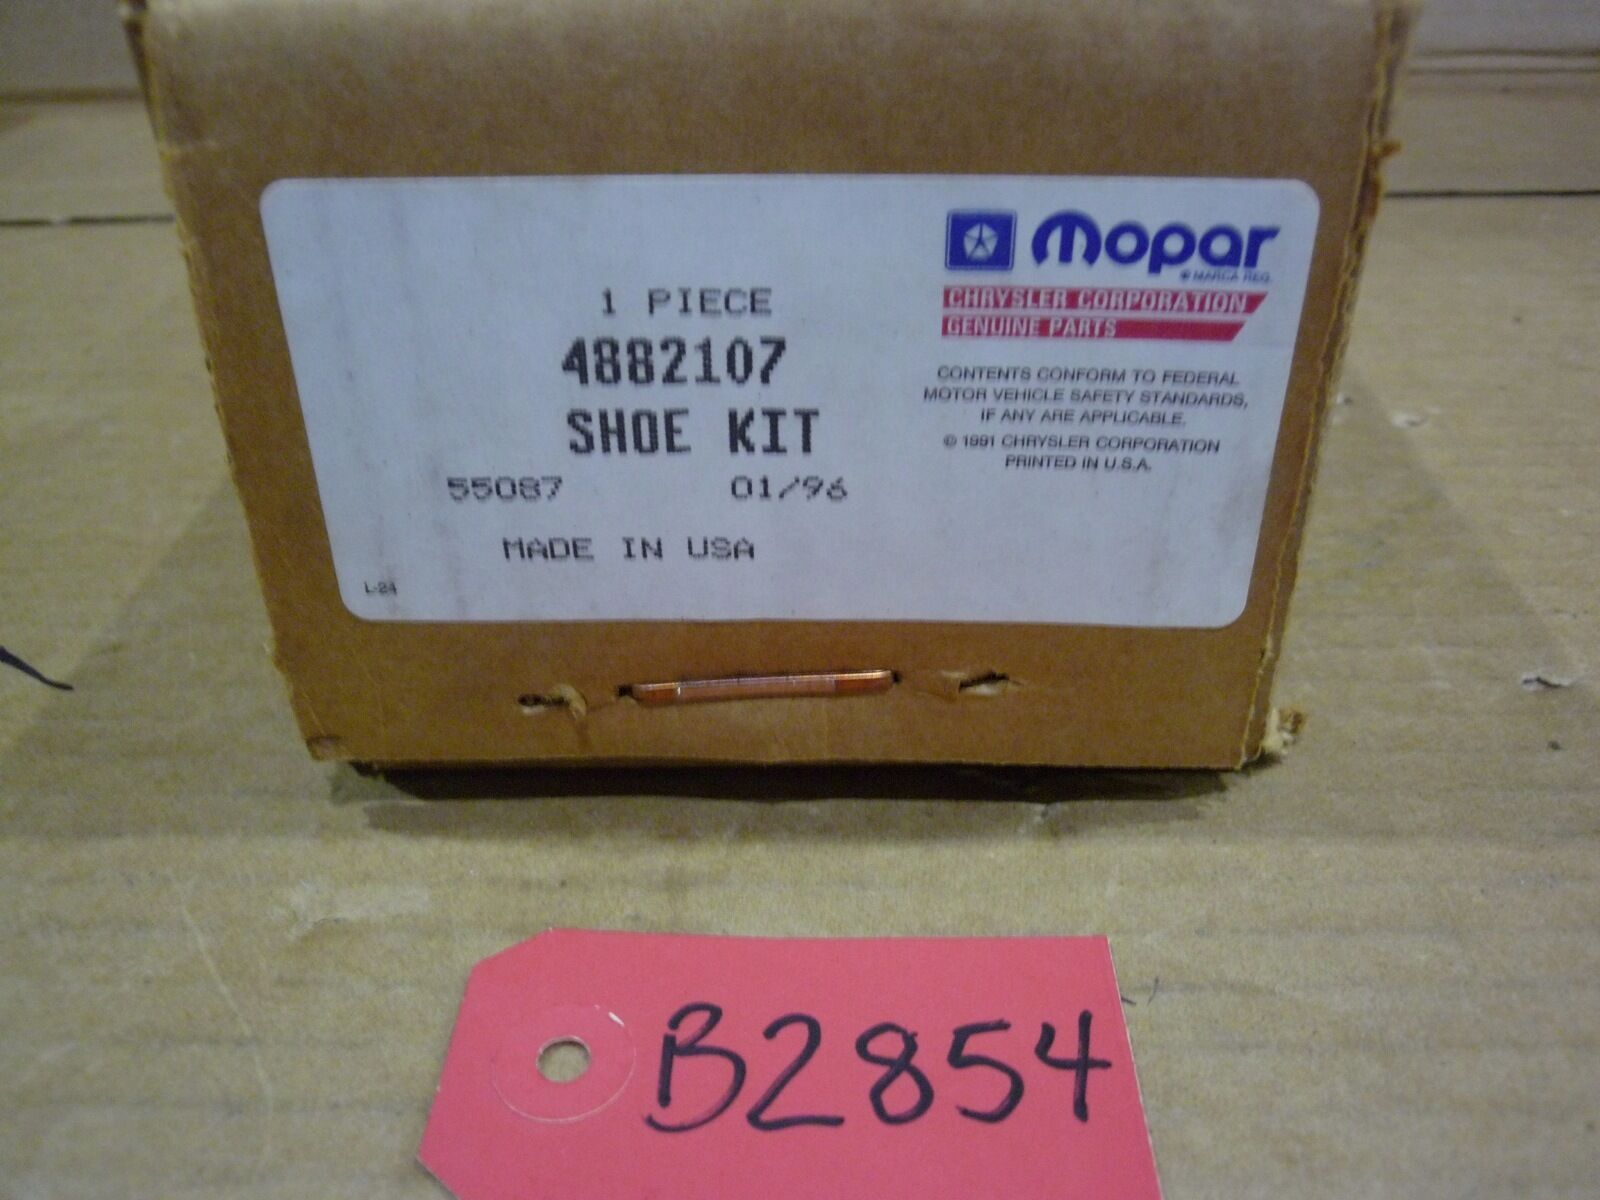 Mopar
® MARCA REG.
CHRYSLER CORPORATION
GENUINE PARTS
1 PIECE
4882107
SHOE KIT
55087 01/96
MADE IN USA
L-24
CONTENTS CONFORM TO FEDERAL
MOTOR VEHICLE SAFETY STANDARDS,
IF ANY ARE APPLICABLE.
© 1991 CHRYSLER CORPORATION
PRINTED IN U.S.A.
B2854